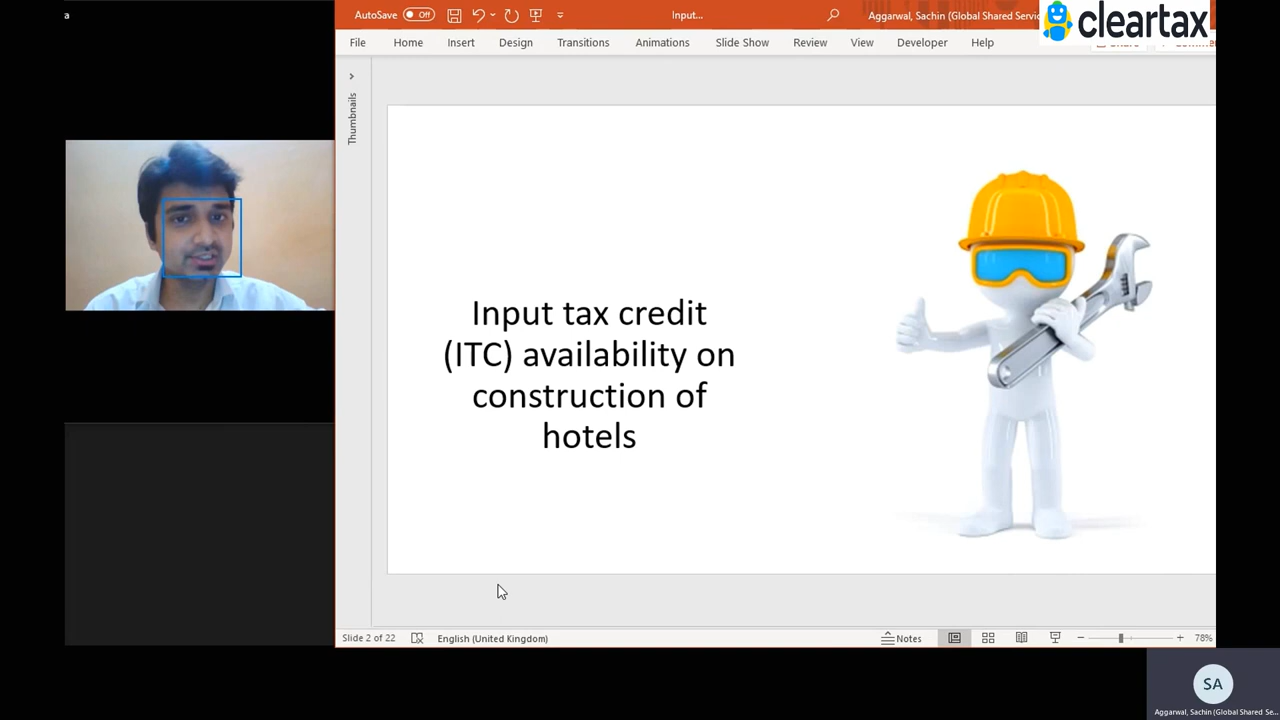 a
AutoSave
Off
Input...
Aggarwal, Sachin (Global Shared Servic
cleartax
File
Home
Insert
Design
Transitions
Animations
Slide Show
Review
View
Developer
Help
Thumbnails
Input tax credit
(ITC) availability on
construction of
hotels
Slide 2 of 22
English (United Kingdom)
Notes
78%
SA
Aggarwal, Sachin (Global Shared Se...